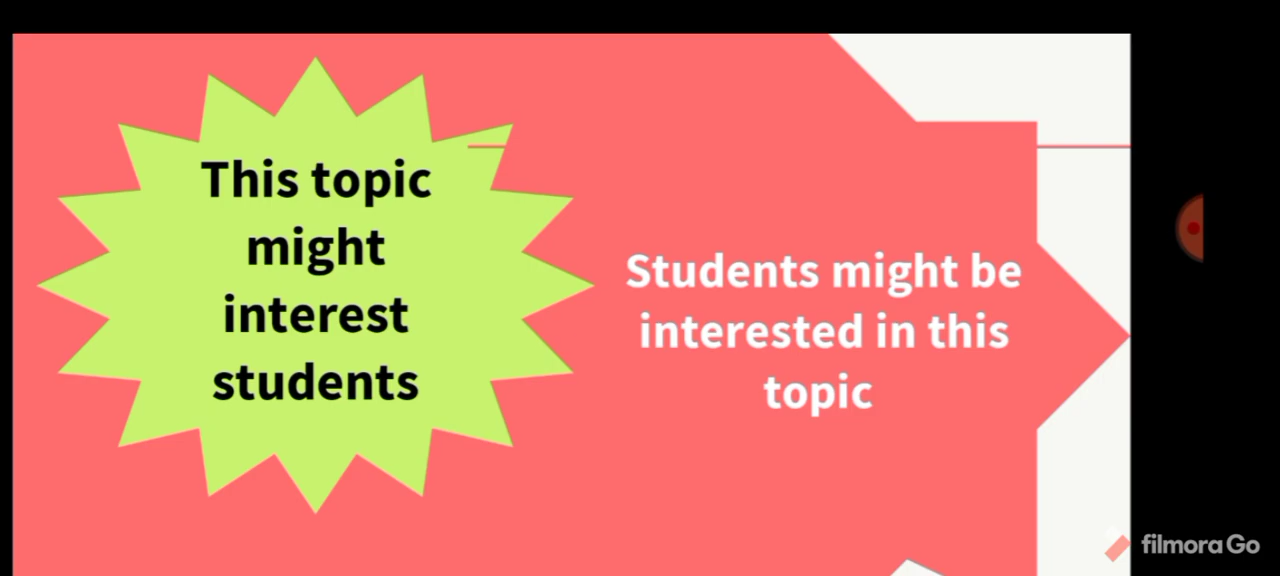 This topic
might
interest
students
Students might be
interested in this
topic
filmoraGo